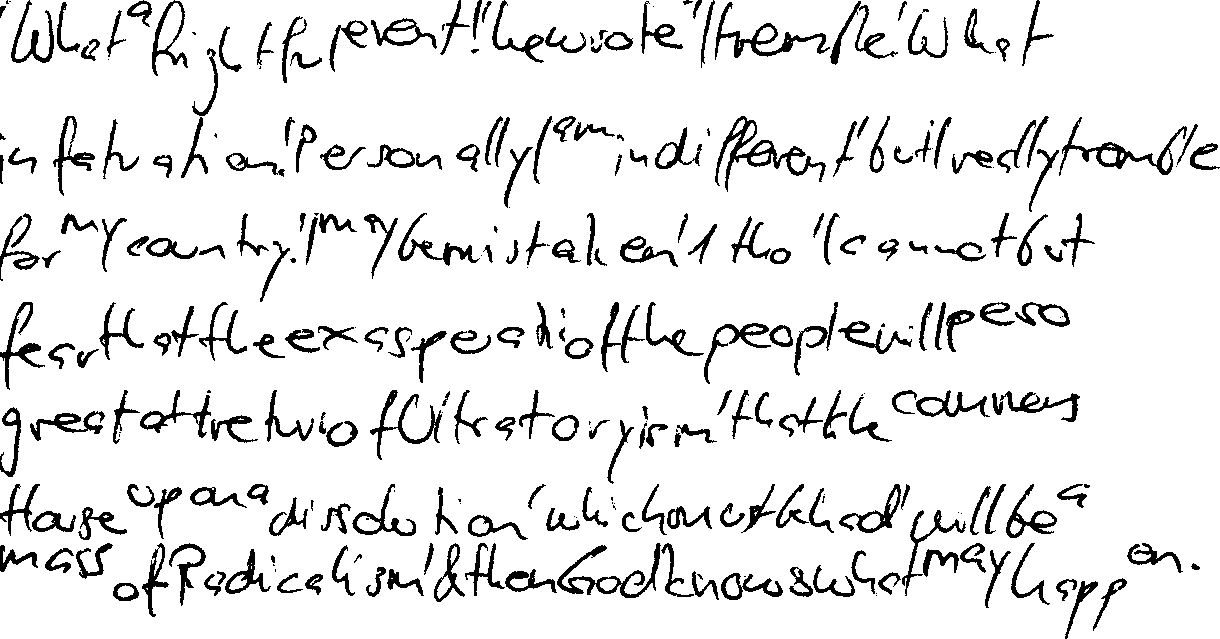 "What a frightful event!" he wrote "I tremble. What
infatuation! Personally I am indifferent but I really tremble
for my country. I may be mistaken, tho' I cannot but
fear that the exasperatio of the people will be so
great at the return of Ultratoryism, that the Commons
House upon a dissolution, which must be had, will be a
mass of Radicalism, & then God knows what may happen.